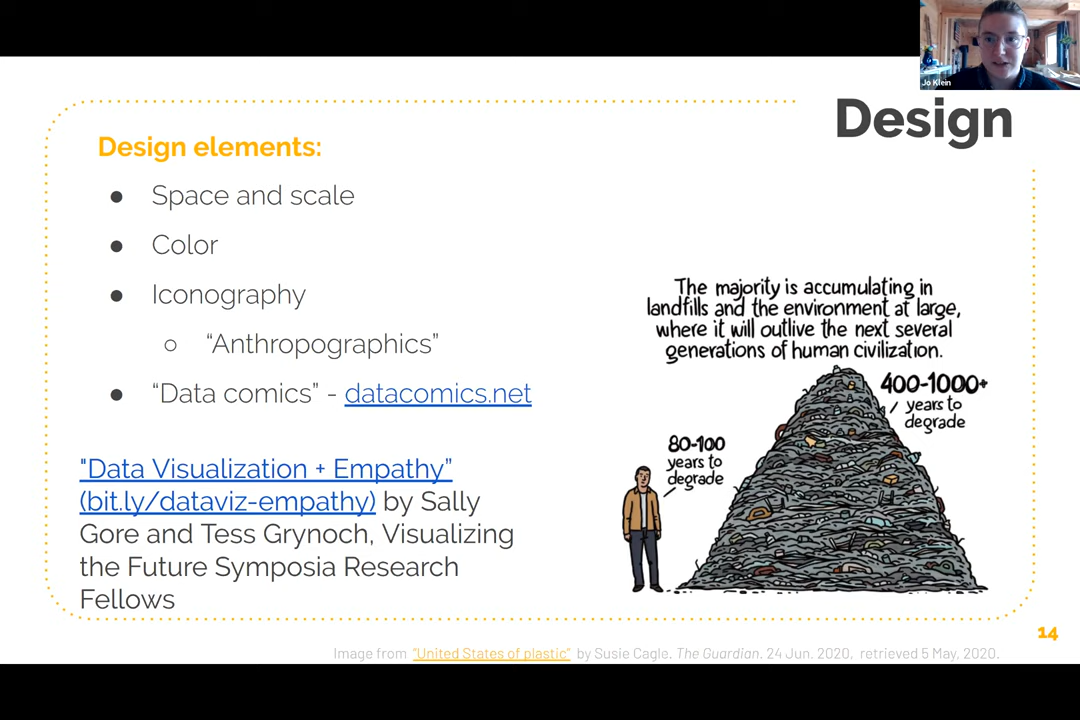 Jo Klein
Design
Design elements:
● Space and scale
● Color
● Iconography
○ “Anthropographics”
● “Data comics” - datacomics.net
"Data Visualization + Empathy”
(bit.ly/dataviz-empathy) by Sally
Gore and Tess Grynoch, Visualizing
the Future Symposia Research
Fellows
The majority is accumulating in
landfills and the environment at large,
where it will outlive the next several
generations of human civilization.
400-1000+
years to
degrade
80-100
years to
degrade
14
Image from "United States of plastic" by Susie Cagle. The Guardian. 24 Jun. 2020, retrieved 5 May, 2020.